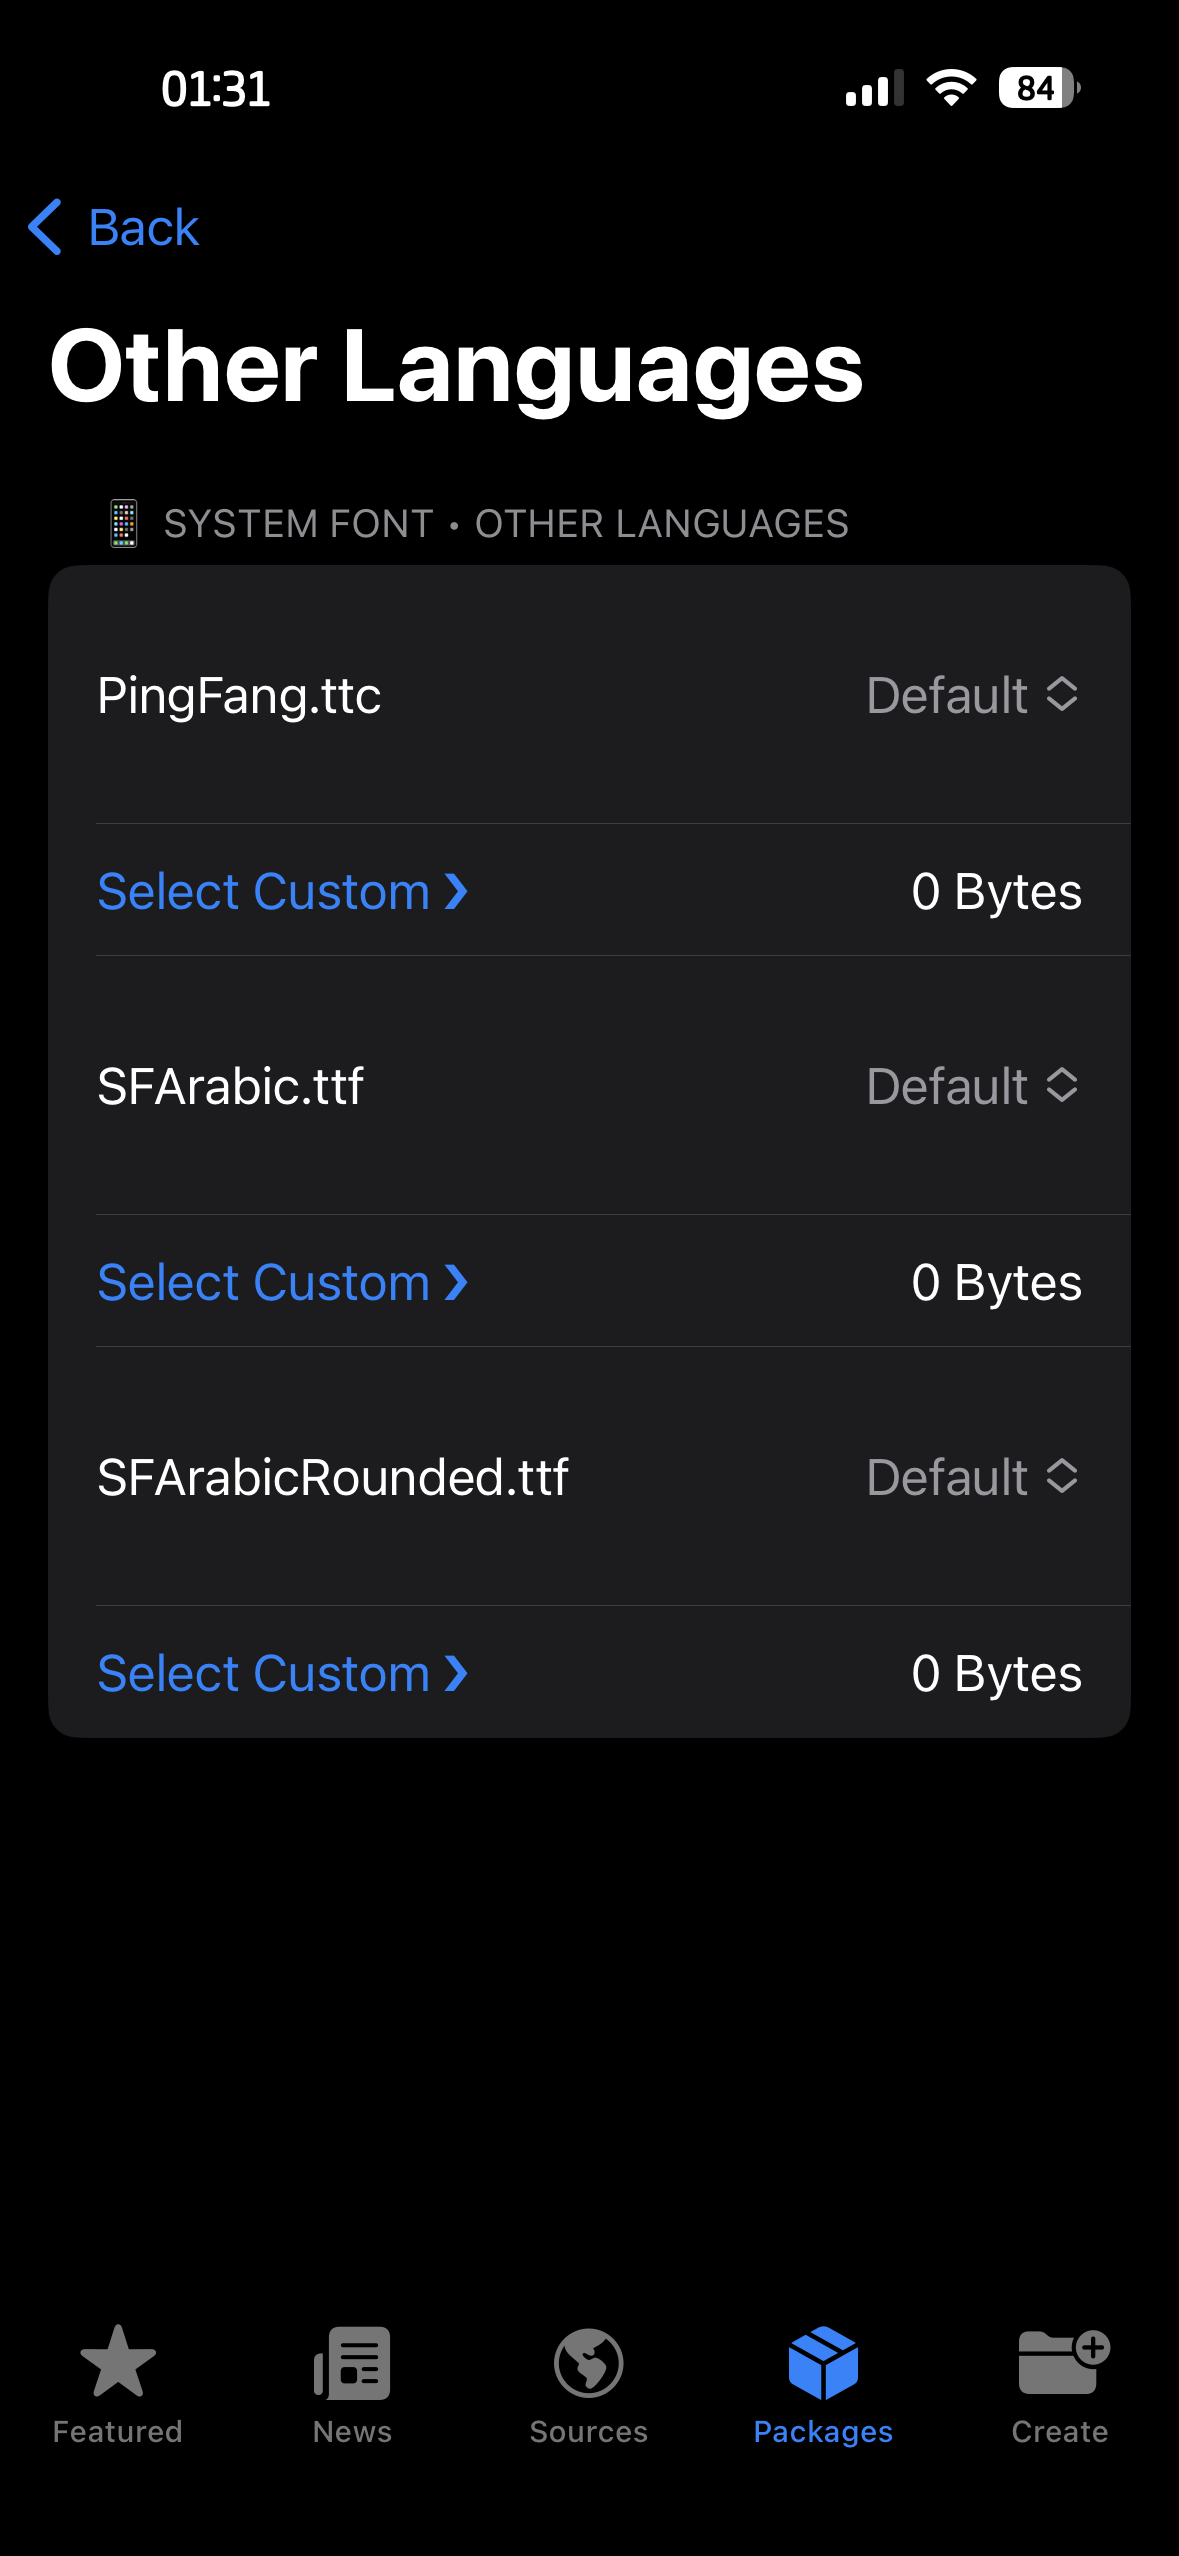 01:31
84
Back
Other Languages
SYSTEM FONT • OTHER LANGUAGES
PingFang.ttc Default
Select Custom ❯ 0 Bytes
SFArabic.ttf Default
Select Custom ❯ 0 Bytes
SFArabicRounded.ttf Default
Select Custom ❯ 0 Bytes
Featured News Sources Packages Create